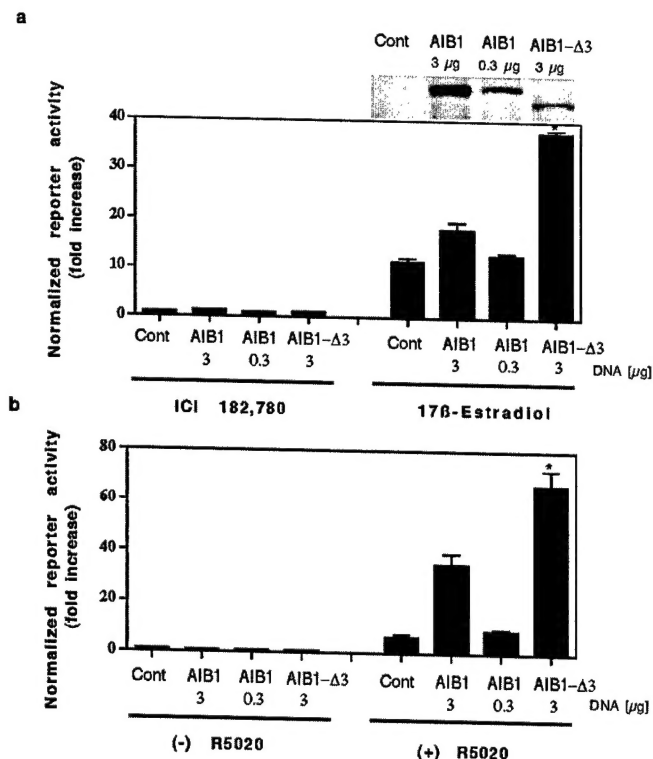 a
Cont AIB1 AIB1 AIB1-Δ3
3 µg 0.3 µg 3 µg
Normalized reporter activity
(fold increase)
40
30
20
10
0
*
Cont AIB1 AIB1 AIB1-Δ3 Cont AIB1 AIB1 AIB1-Δ3
3 0.3 3 3 0.3 3 DNA [µg]
ICI 182,780 17ß-Estradiol
b
Normalized reporter activity
(fold increase)
80
60
40
20
0
*
Cont AIB1 AIB1 AIB1-Δ3 Cont AIB1 AIB1 AIB1-Δ3
3 0.3 3 3 0.3 3 DNA [µg]
(-) R5020 (+) R5020